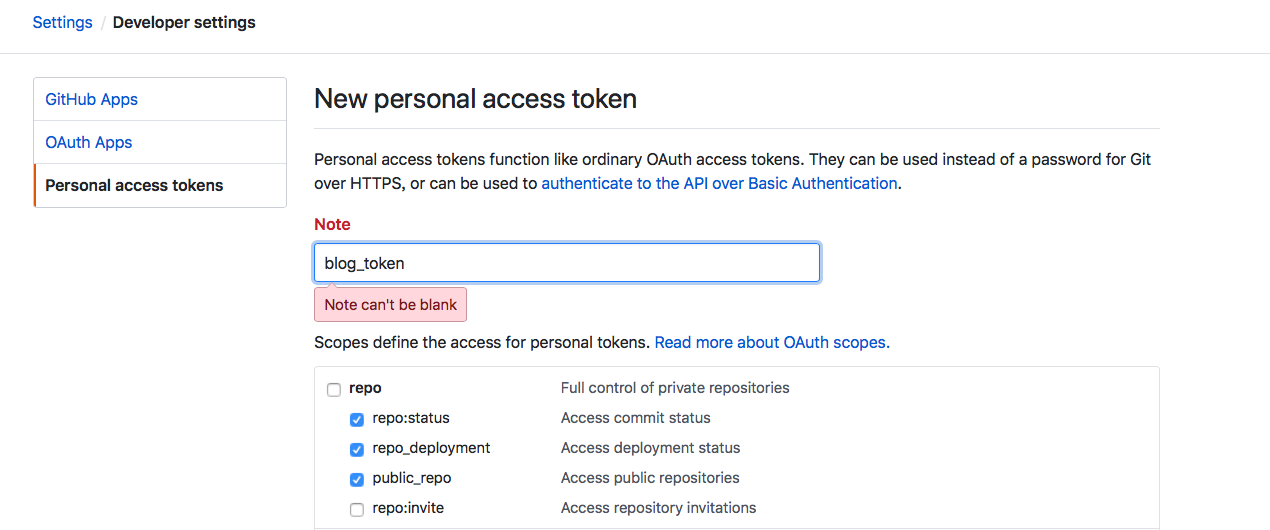 Settings / Developer settings
GitHub Apps
OAuth Apps
Personal access tokens
New personal access token
Personal access tokens function like ordinary OAuth access tokens. They can be used instead of a password for Git
over HTTPS, or can be used to authenticate to the API over Basic Authentication.
Note
blog_token
Note can't be blank
Scopes define the access for personal tokens. Read more about OAuth scopes.
repo Full control of private repositories
repo:status Access commit status
repo_deployment Access deployment status
public_repo Access public repositories
repo:invite Access repository invitations